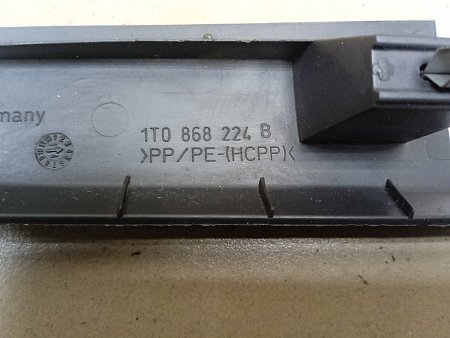 many
1T0 868 224 B
>PP/PE-(HCPP)<